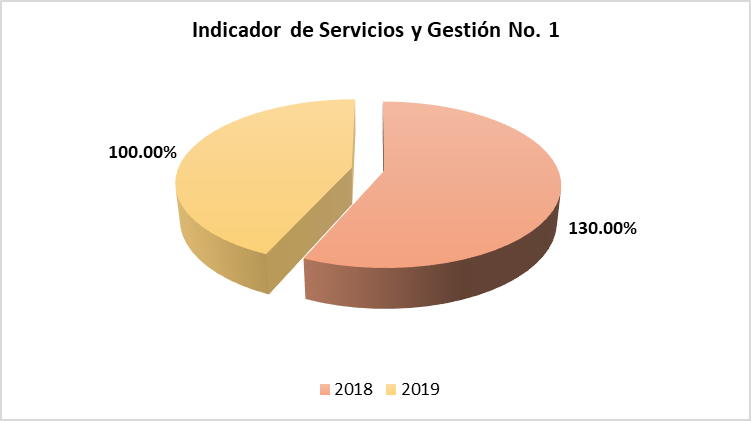 Indicador de Servicios y Gestión No. 1
100.00%
130.00%
2018 2019